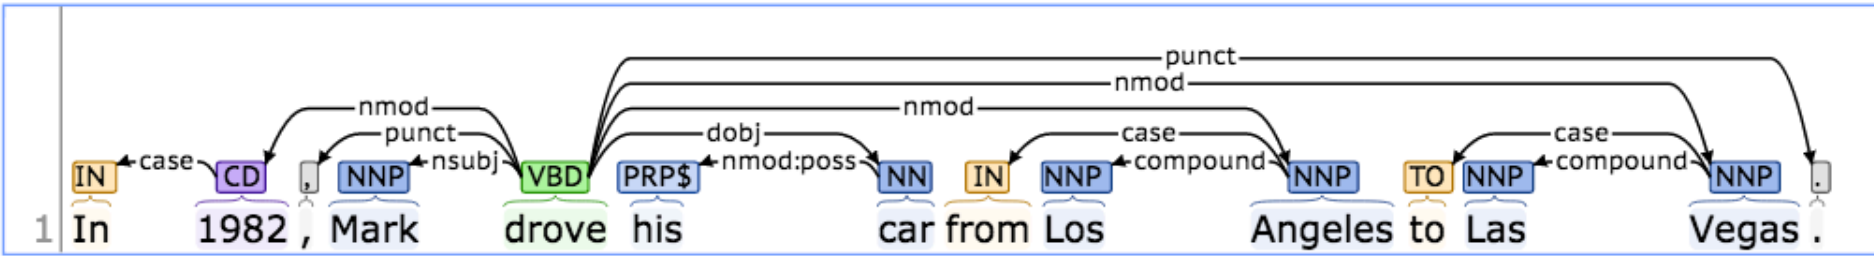 punct
nmod
nmod nmod
punct dobj case case
IN case CD , NNP nsubj VBD PRP$ nmod:poss NN IN NNP compound NNP TO NNP compound NNP .
1 In 1982 , Mark drove his car from Los Angeles to Las Vegas .